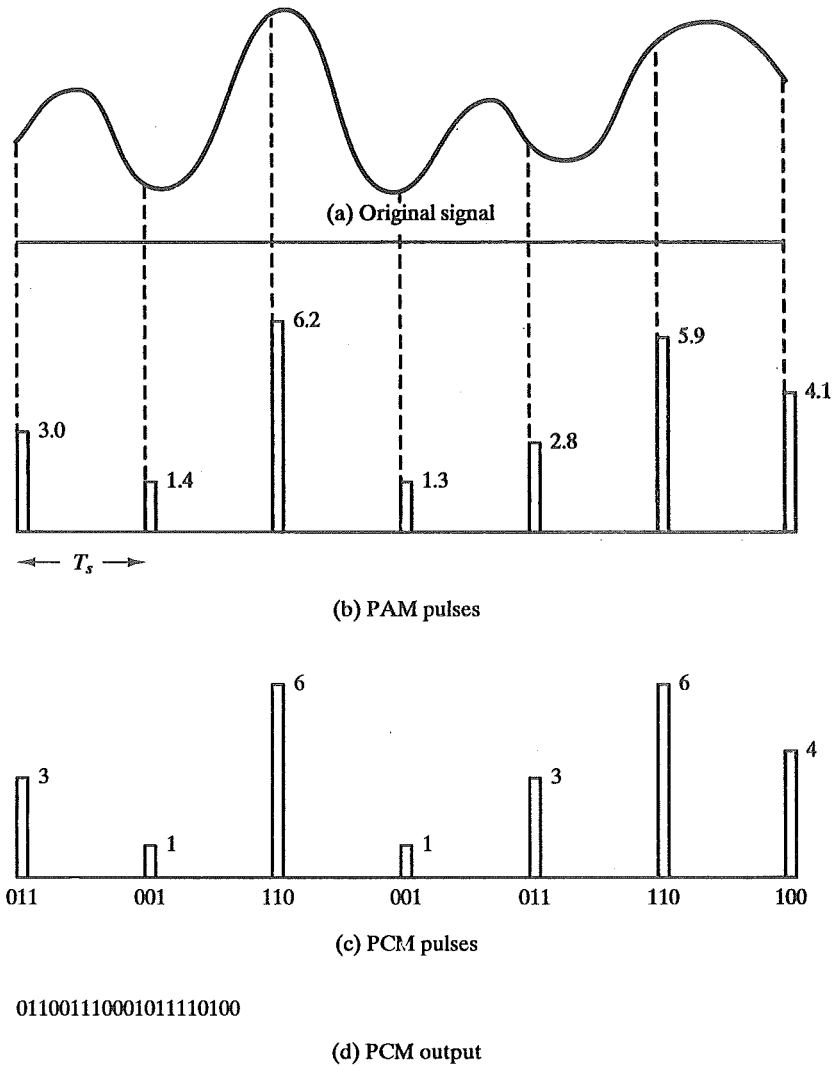 (a) Original signal
6.2
5.9
4.1
3.0
2.8
1.4
1.3
T_s
(b) PAM pulses
6
6
4
3
3
1
1
011 001 110 001 011 110 100
(c) PCM pulses
011001110001011110100
(d) PCM output